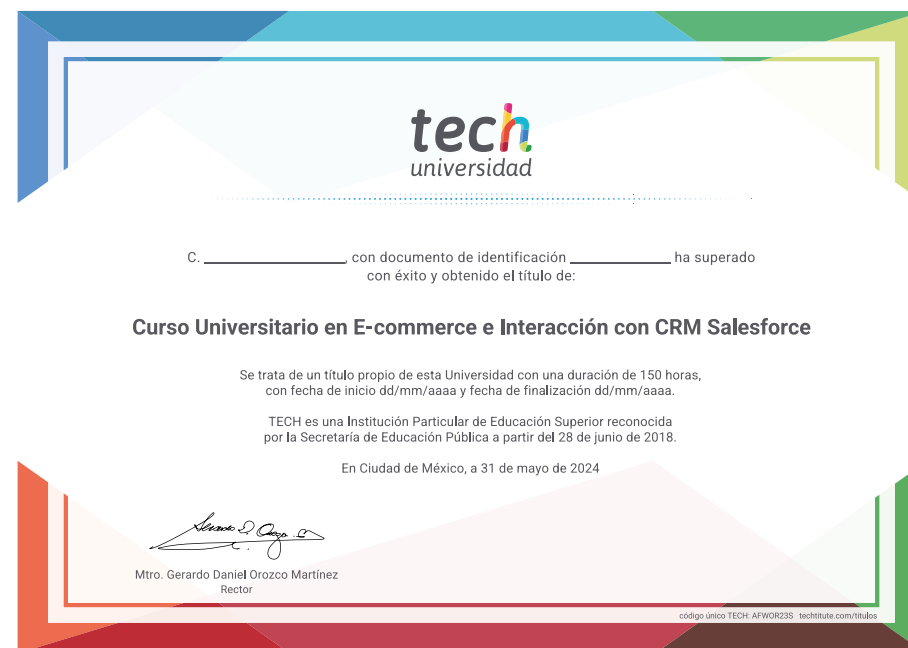 tech
universidad
C. ____________, con documento de identificación ____________ ha superado
con éxito y obtenido el título de:
Curso Universitario en E-commerce e Interacción con CRM Salesforce
Se trata de un título propio de esta Universidad con una duración de 150 horas,
con fecha de inicio dd/mm/aaaa y fecha de finalización dd/mm/aaaa.
TECH es una Institución Particular de Educación Superior reconocida
por la Secretaría de Educación Pública a partir del 28 de junio de 2018.
En Ciudad de México, a 31 de mayo de 2024
Mtro. Gerardo Daniel Orozco Martínez
Rector
código único TECH: AFWOR23S techtitute.com/titulos